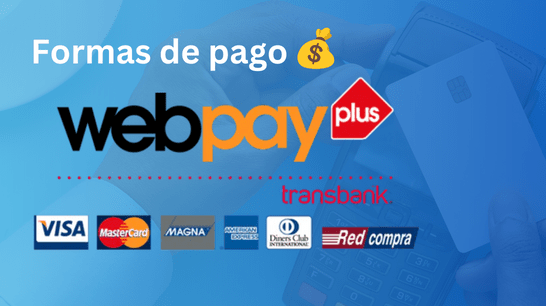 Formas de pago 💰
webpay plus
transbank.
VISA MasterCard MAGNA AMERICAN EXPRESS Diners Club INTERNATIONAL Red compra